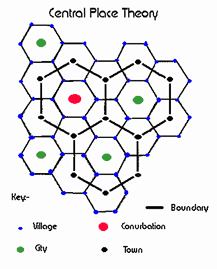 Central Place Theory
Key:-
Boundary
Village
Conurbation
City
Town